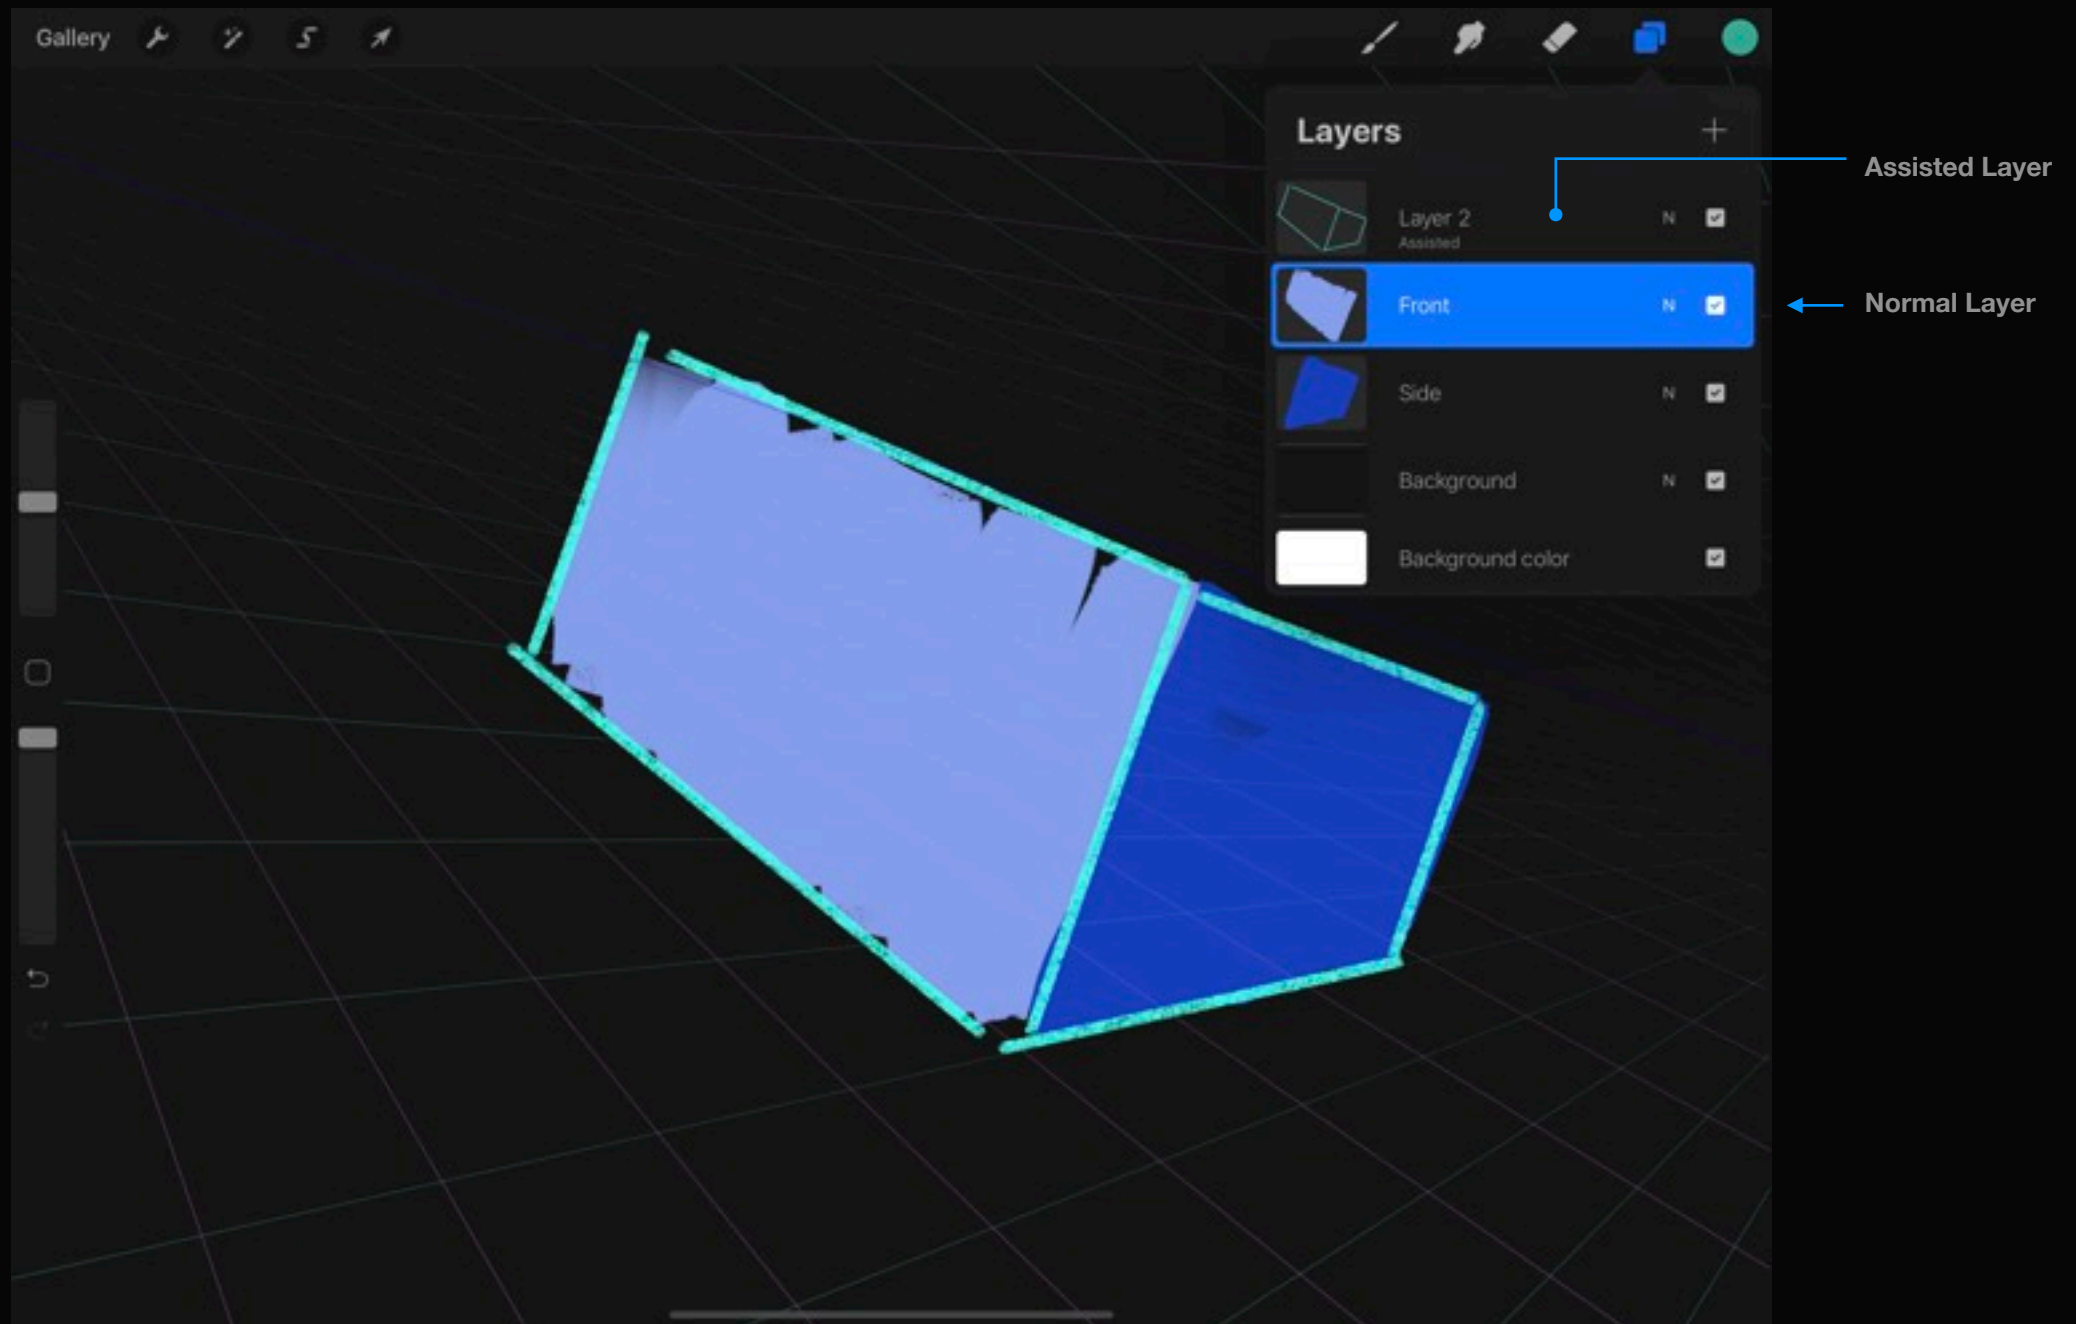 Gallery
Layers
Assisted Layer
Layer 2 N
Assisted
Front N
Normal Layer
Side N
Background N
Background color